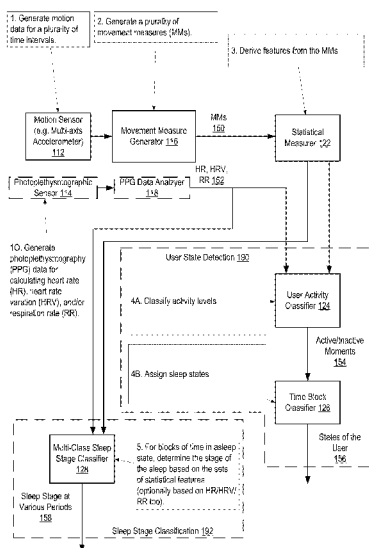 1. Generate motion
data for a plurality of
time intervals.
2. Generate a plurality of
movement measures (MMs).
3. Derive features from the MMs
Motion Sensor
(e.g. Multi-axis
Accelerometer)
112
Movement Measure
Generator 116
MMs
160
Statistical
Measurer 122
Photoplethysmographic
Sensor 114
PPG Data Analyzer
118
HR, HRV,
RR 162
10. Generate
photoplethysmography
(PPG) data for
calculating heart rate
(HR), heart rate
variation (HRV), and/or
respiration rate (RR).
User State Detection 190
4A. Classify activity levels
User Activity
Classifier 124
Active/Inactive
Moments
154
4B. Assign sleep states
Time Block
Classifier 126
States of the
User
156
Multi-Class Sleep
Stage Classifier
128
5. For blocks of time in asleep
state, determine the stage of
the sleep based on the sets
of statistical features
(optionally based on HR/HRV/
RR too).
Sleep Stage at
Various Periods
158
Sleep Stage Classification 192